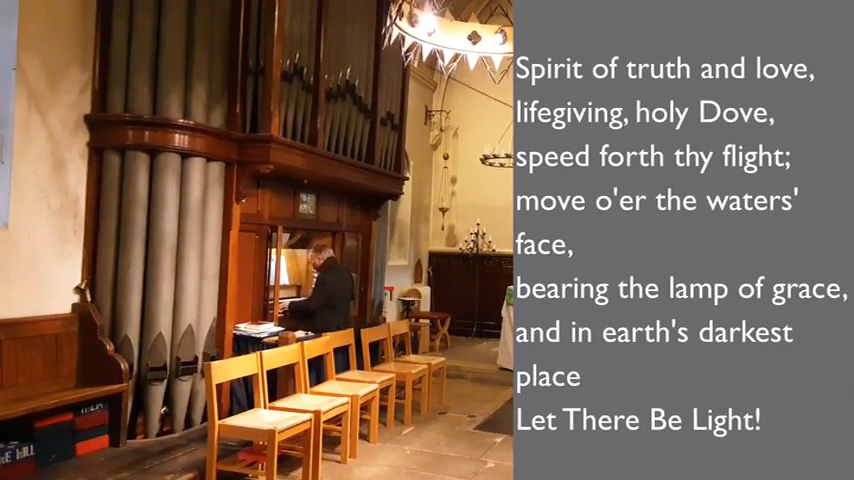 Spirit of truth and love,
lifegiving, holy Dove,
speed forth thy flight;
move o'er the waters'
face,
bearing the lamp of grace,
and in earth's darkest
place
Let There Be Light!